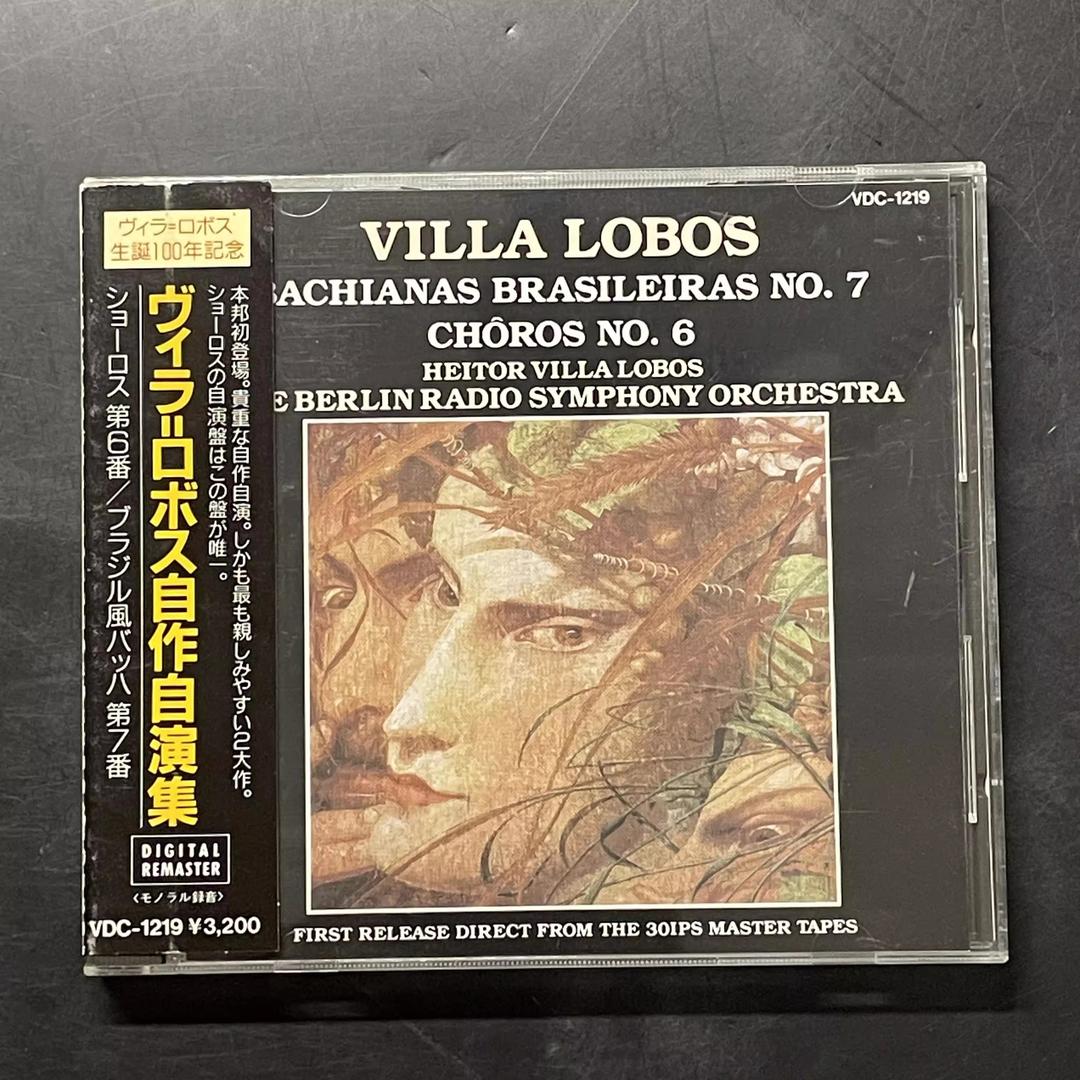 VDC-1219
VILLA LOBOS
BACHIANAS BRASILEIRAS NO. 7
CHÔROS NO. 6
HEITOR VILLA LOBOS
E BERLIN RADIO SYMPHONY ORCHESTRA
FIRST RELEASE DIRECT FROM THE 30IPS MASTER TAPES
ヴィラ=ロボス
生誕100年記念
本邦初登場。貴重な自作自演。しかも最も親しみやすい2大作。
ショーロスの自演盤はこの盤が唯一。
ヴィラ=ロボス自作自演集
ショーロス 第6番/ブラジル風バッハ 第7番
DIGITAL
REMASTER
〈モノラル録音〉
VDC-1219 ¥3,200